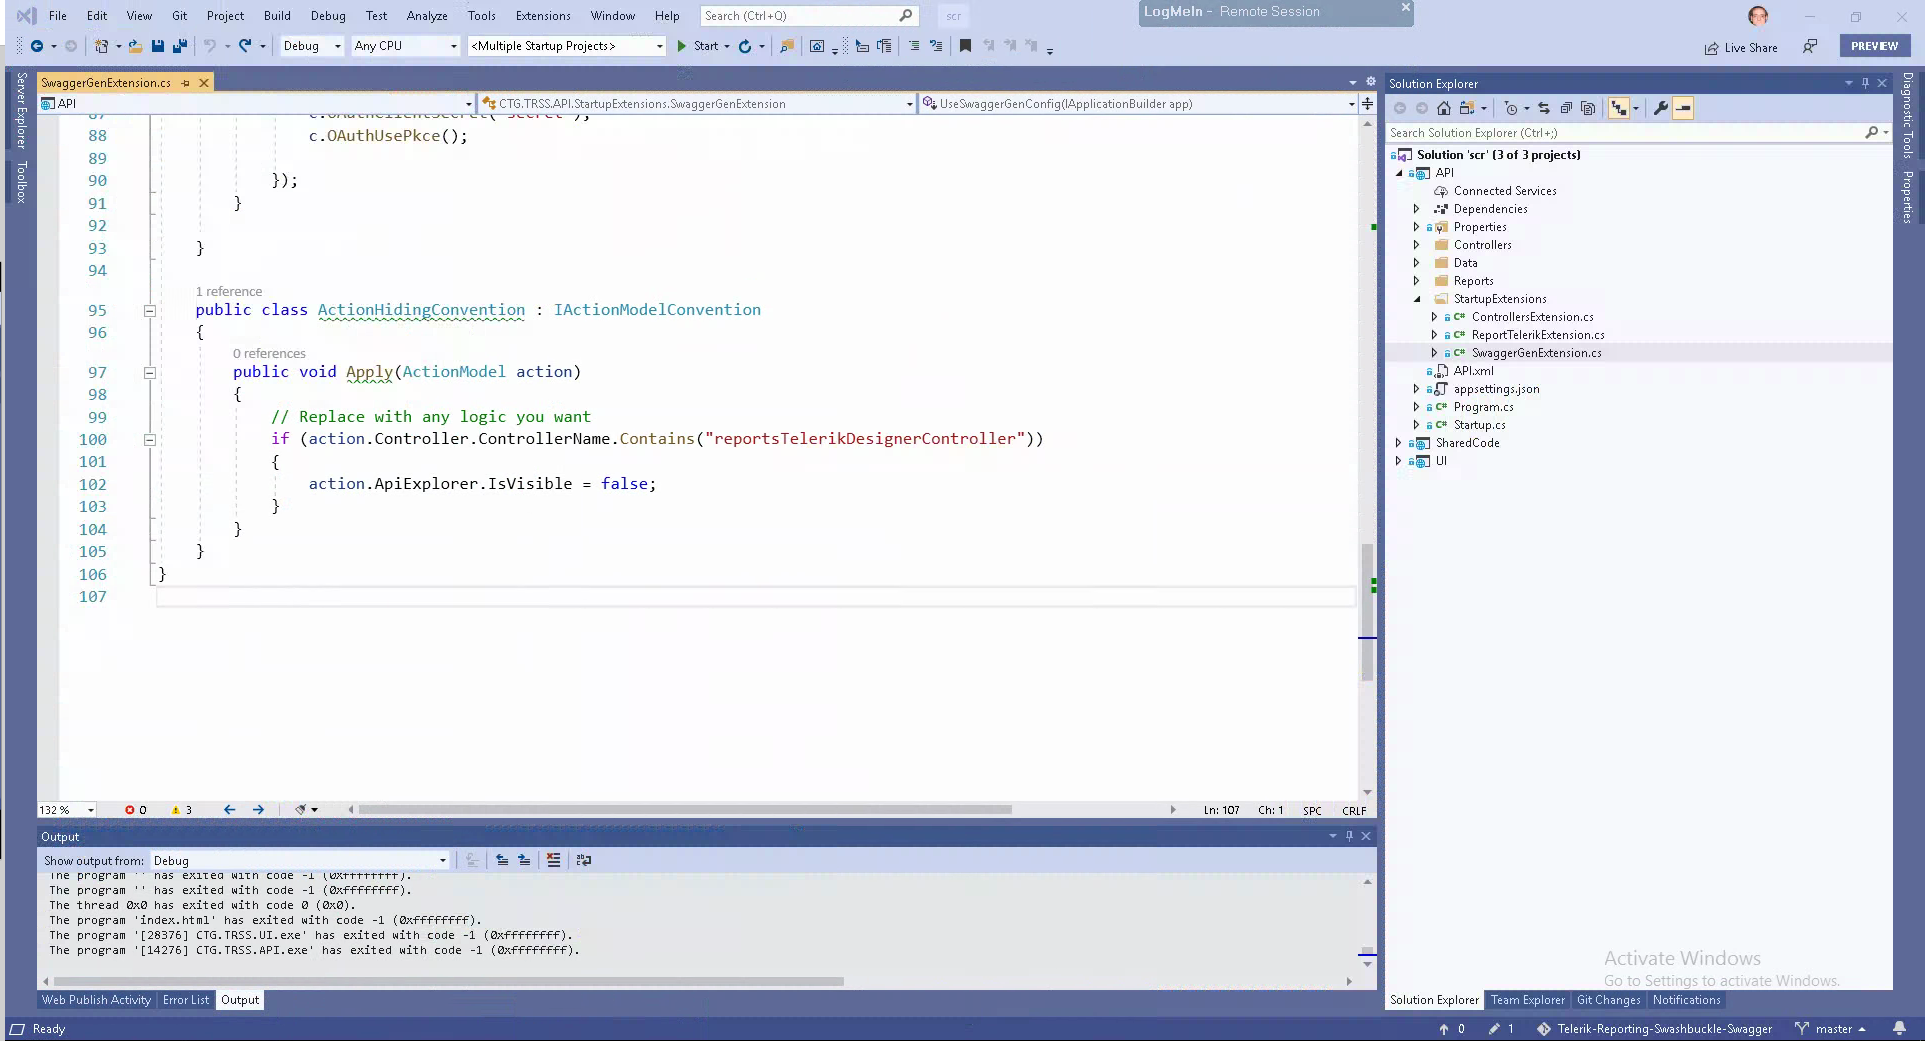 File Edit View Git Project Build Debug Test Analyze Tools Extensions Window Help Search (Ctrl+Q) scr
LogMeIn - Remote Session
Debug Any CPU <Multiple Startup Projects> Start Live Share PREVIEW
Server Explorer
Toolbox
SwaggerGenExtension.cs
API CTG.TRSS.API.StartupExtensions.SwaggerGenExtension UseSwaggerGenConfig(IApplicationBuilder app)
87 c.OAuthClientSecret("secret");
88 c.OAuthUsePkce();
89
90 });
91 }
92
93 }
94
1 reference
95 public class ActionHidingConvention : IActionModelConvention
96 {
0 references
97 public void Apply(ActionModel action)
98 {
99 // Replace with any logic you want
100 if (action.Controller.ControllerName.Contains("reportsTelerikDesignerController"))
101 {
102 action.ApiExplorer.IsVisible = false;
103 }
104 }
105 }
106 }
107
132 % 0 3 Ln: 107 Ch: 1 SPC CRLF
Output
Show output from: Debug
The program '' has exited with code -1 (0xffffffff).
The program '' has exited with code -1 (0xffffffff).
The thread 0x0 has exited with code 0 (0x0).
The program 'index.html' has exited with code -1 (0xffffffff).
The program '[28376] CTG.TRSS.UI.exe' has exited with code -1 (0xffffffff).
The program '[14276] CTG.TRSS.API.exe' has exited with code -1 (0xffffffff).
Web Publish Activity Error List Output
Solution Explorer
Search Solution Explorer (Ctrl+;)
Solution 'scr' (3 of 3 projects)
API
Connected Services
Dependencies
Properties
Controllers
Data
Reports
StartupExtensions
C# ControllersExtension.cs
C# ReportTelerikExtension.cs
C# SwaggerGenExtension.cs
API.xml
appsettings.json
C# Program.cs
C# Startup.cs
SharedCode
UI
Activate Windows
Go to Settings to activate Windows.
Solution Explorer Team Explorer Git Changes Notifications
Diagnostic Tools
Properties
Ready 0 1 Telerik-Reporting-Swashbuckle-Swagger master